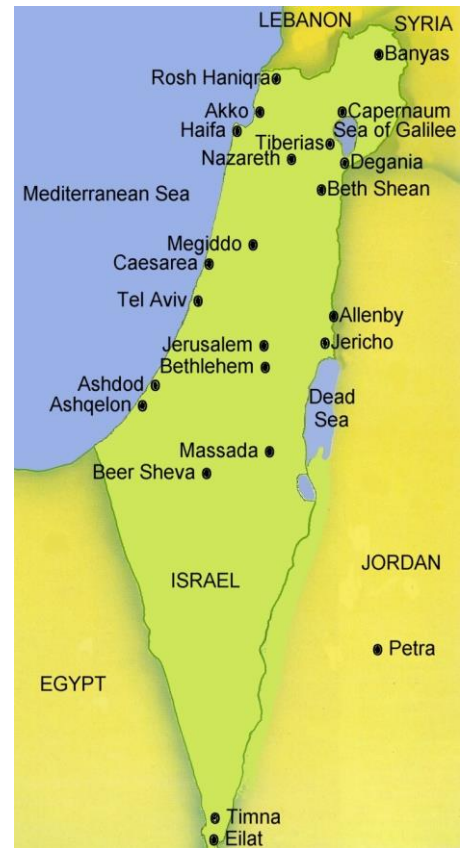 LEBANON
SYRIA
Banyas
Rosh Haniqra
Akko
Capernaum
Haifa
Sea of Galilee
Tiberias
Nazareth
Degania
Mediterranean Sea
Beth Shean
Megiddo
Caesarea
Tel Aviv
Allenby
Jerusalem
Jericho
Bethlehem
Ashdod
Dead
Sea
Ashqelon
Massada
Beer Sheva
JORDAN
ISRAEL
Petra
EGYPT
Timna
Eilat